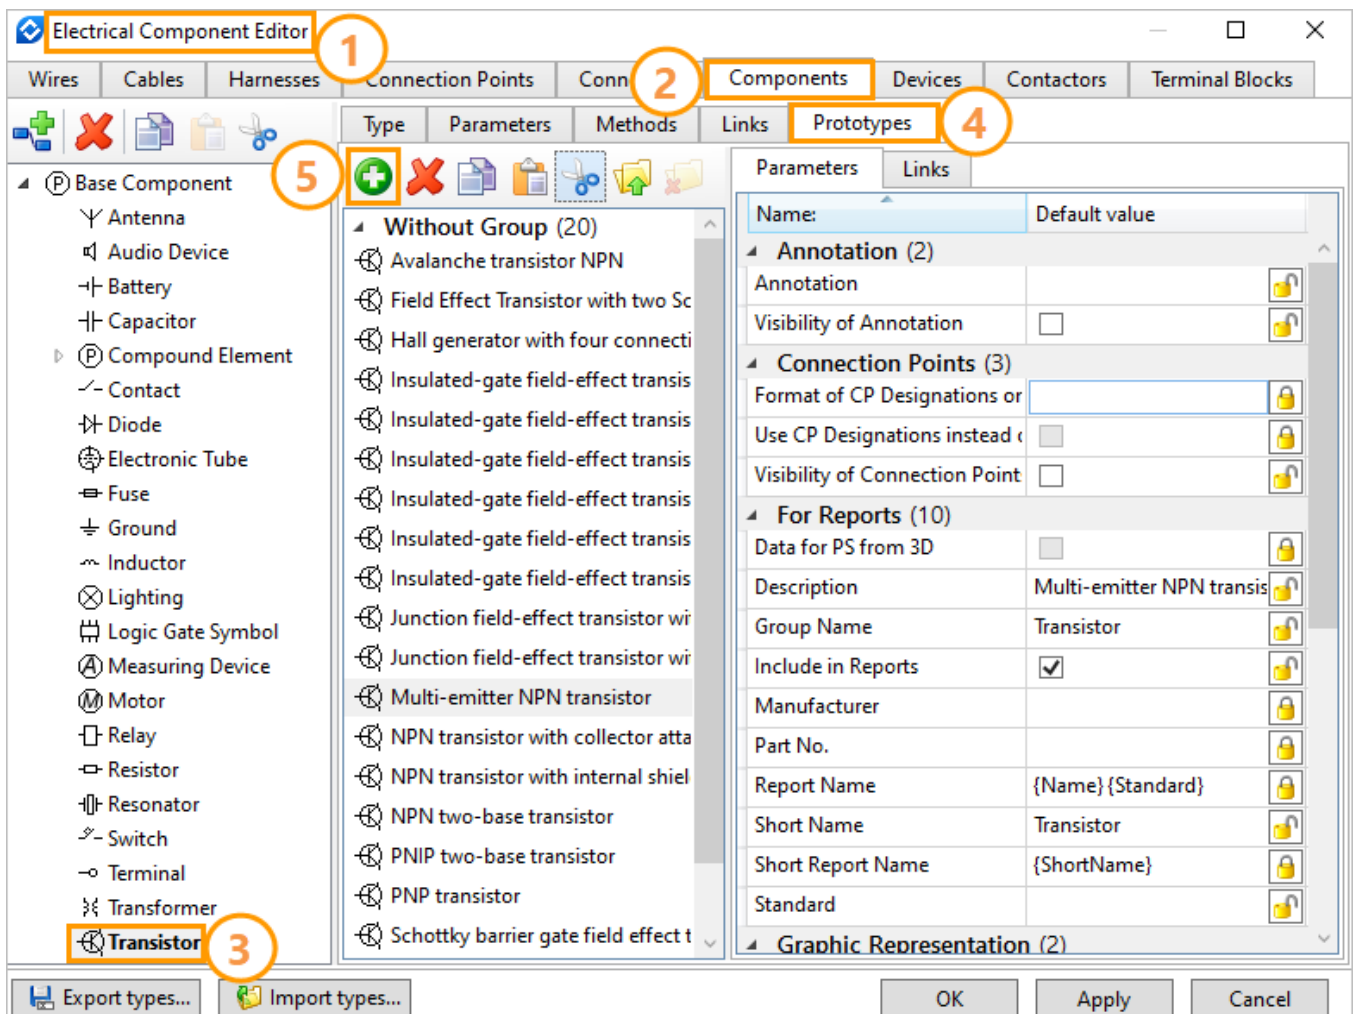 Electrical Component Editor
1
Wires
Cables
Harnesses
Connection Points
Conn
2
Components
Devices
Contactors
Terminal Blocks
Type
Parameters
Methods
Links
Prototypes
4
5
Parameters
Links
Base Component
Antenna
Audio Device
Battery
Capacitor
Compound Element
Contact
Diode
Electronic Tube
Fuse
Ground
Inductor
Lighting
Logic Gate Symbol
Measuring Device
Motor
Relay
Resistor
Resonator
Switch
Terminal
Transformer
Transistor
3
Without Group (20)
Avalanche transistor NPN
Field Effect Transistor with two Sc
Hall generator with four connecti
Insulated-gate field-effect transis
Insulated-gate field-effect transis
Insulated-gate field-effect transis
Insulated-gate field-effect transis
Insulated-gate field-effect transis
Insulated-gate field-effect transis
Junction field-effect transistor wi
Junction field-effect transistor wi
Multi-emitter NPN transistor
NPN transistor with collector atta
NPN transistor with internal shiel
NPN two-base transistor
PNIP two-base transistor
PNP transistor
Schottky barrier gate field effect t
Name:
Default value
Annotation (2)
Annotation
Visibility of Annotation
Connection Points (3)
Format of CP Designations or
Use CP Designations instead
Visibility of Connection Point
For Reports (10)
Data for PS from 3D
Description
Multi-emitter NPN transis
Group Name
Transistor
Include in Reports
Manufacturer
Part No.
Report Name
{Name}{Standard}
Short Name
Transistor
Short Report Name
{ShortName}
Standard
Graphic Representation (2)
Export types...
Import types...
OK
Apply
Cancel